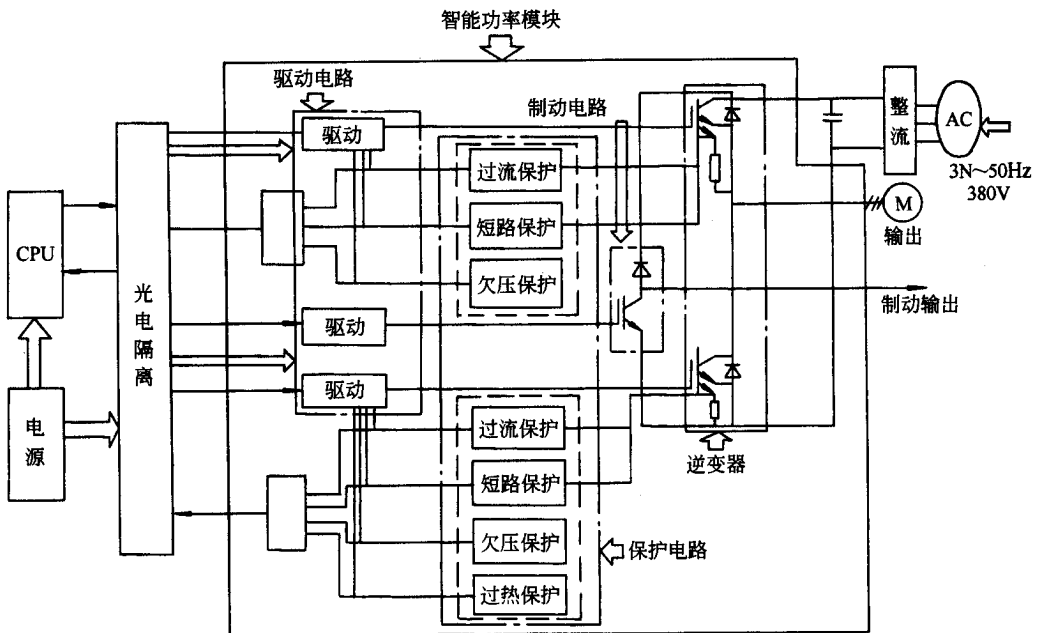 智能功率模块
驱动电路
制动电路
驱动
过流保护
短路保护
欠压保护
驱动
驱动
过流保护
短路保护
欠压保护
过热保护
CPU
电源
光电隔离
整流
AC
3N～50Hz
380V
M
输出
制动输出
逆变器
保护电路